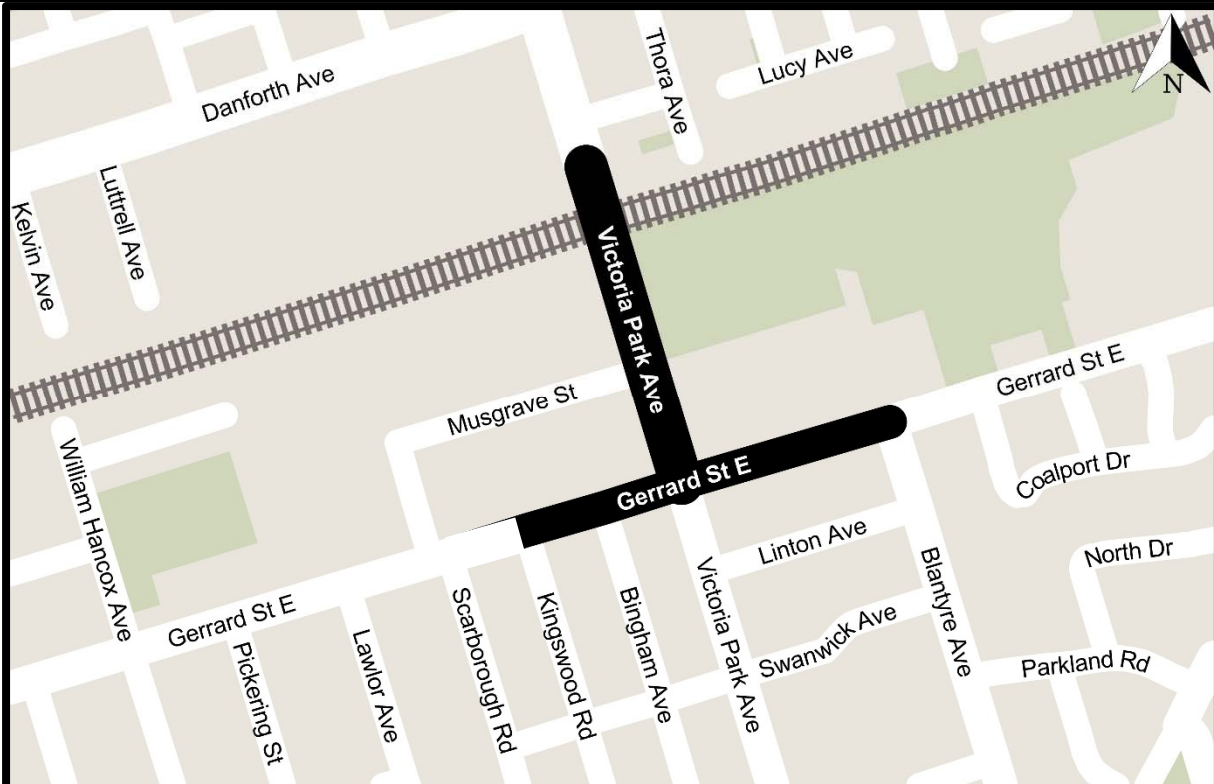 Thora Ave
Lucy Ave
N
Danforth Ave
Luttrell Ave
Kelvin Ave
Victoria Park Ave
Gerrard St E
Musgrave St
Gerrard St E
William Hancox Ave
Coalport Dr
Linton Ave
North Dr
Gerrard St E
Pickering St
Lawlor Ave
Scarborough Rd
Kingswood Rd
Bingham Ave
Victoria Park Ave
Swanwick Ave
Blantyre Ave
Parkland Rd